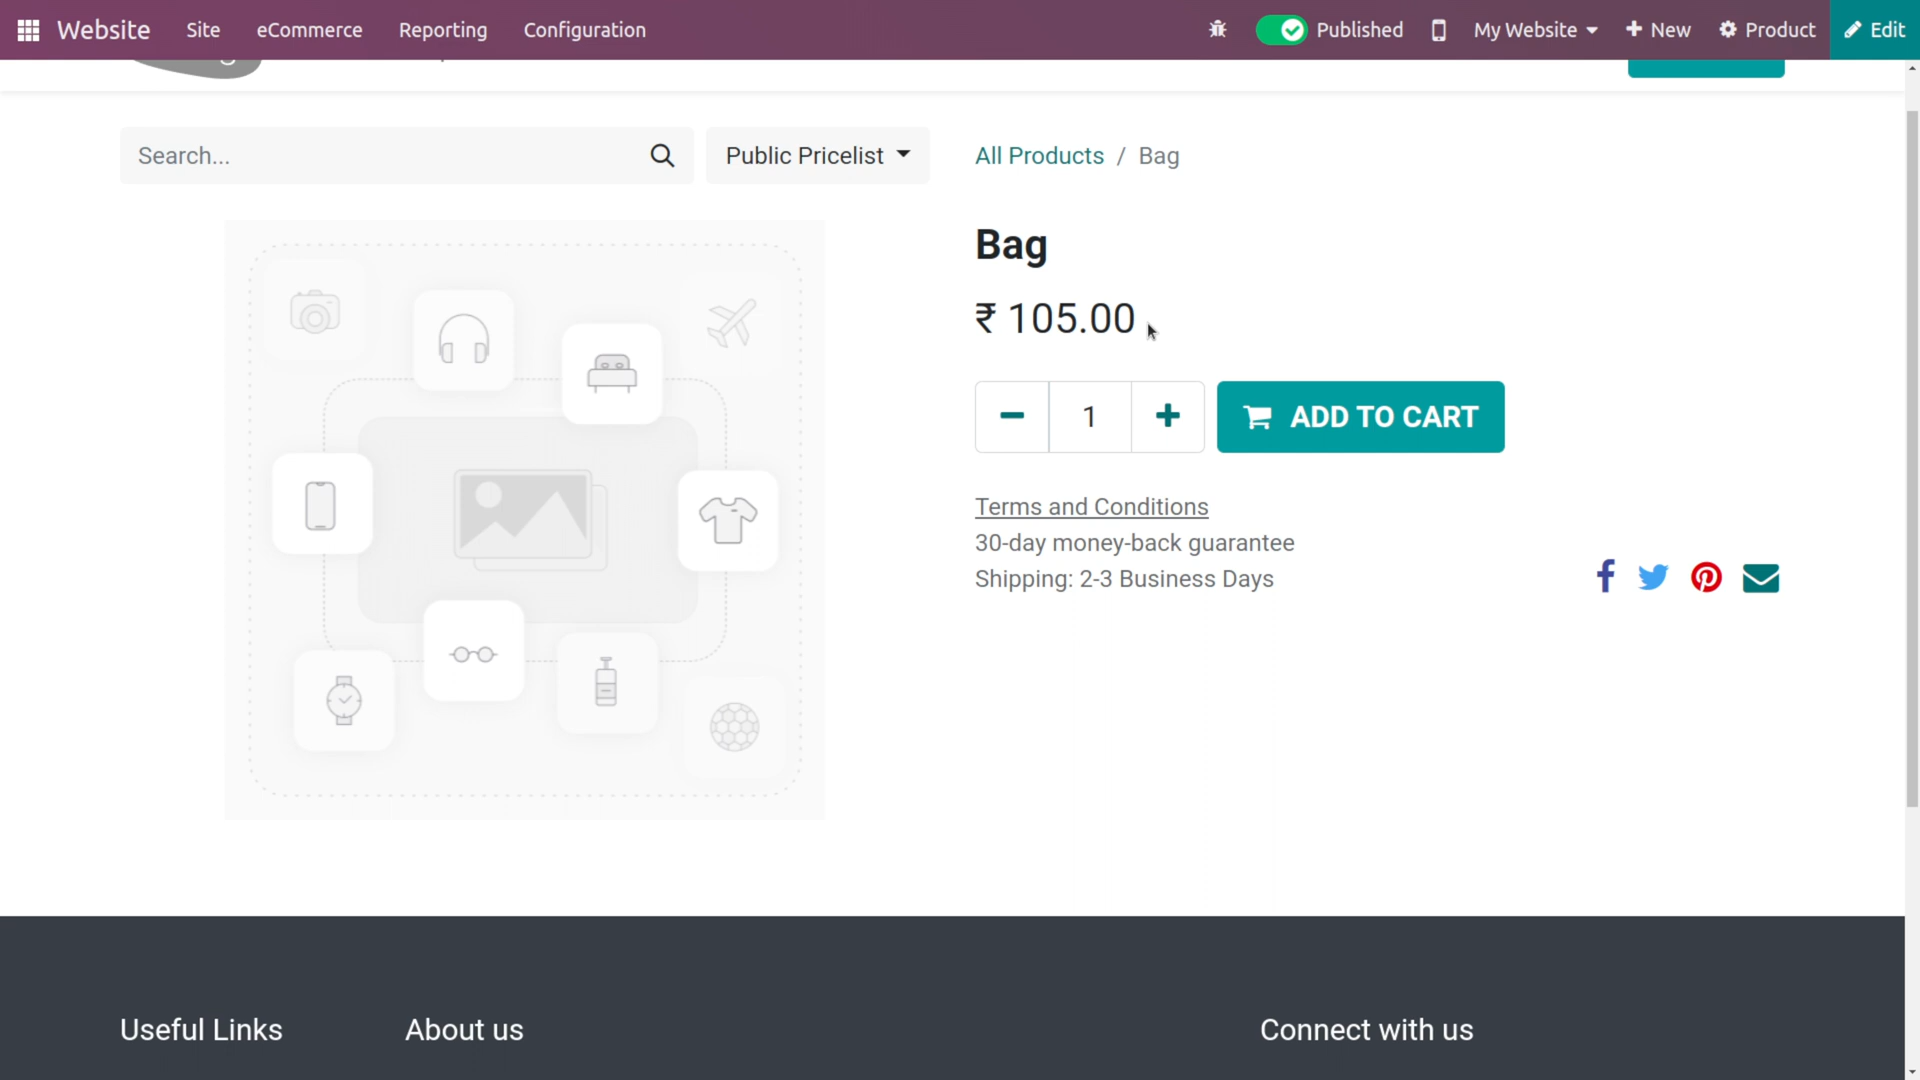 Website Site eCommerce Reporting Configuration Published My Website New Product Edit
Search... Public Pricelist All Products / Bag
Bag
₹ 105.00
1 ADD TO CART
Terms and Conditions
30-day money-back guarantee
Shipping: 2-3 Business Days
Useful Links About us Connect with us